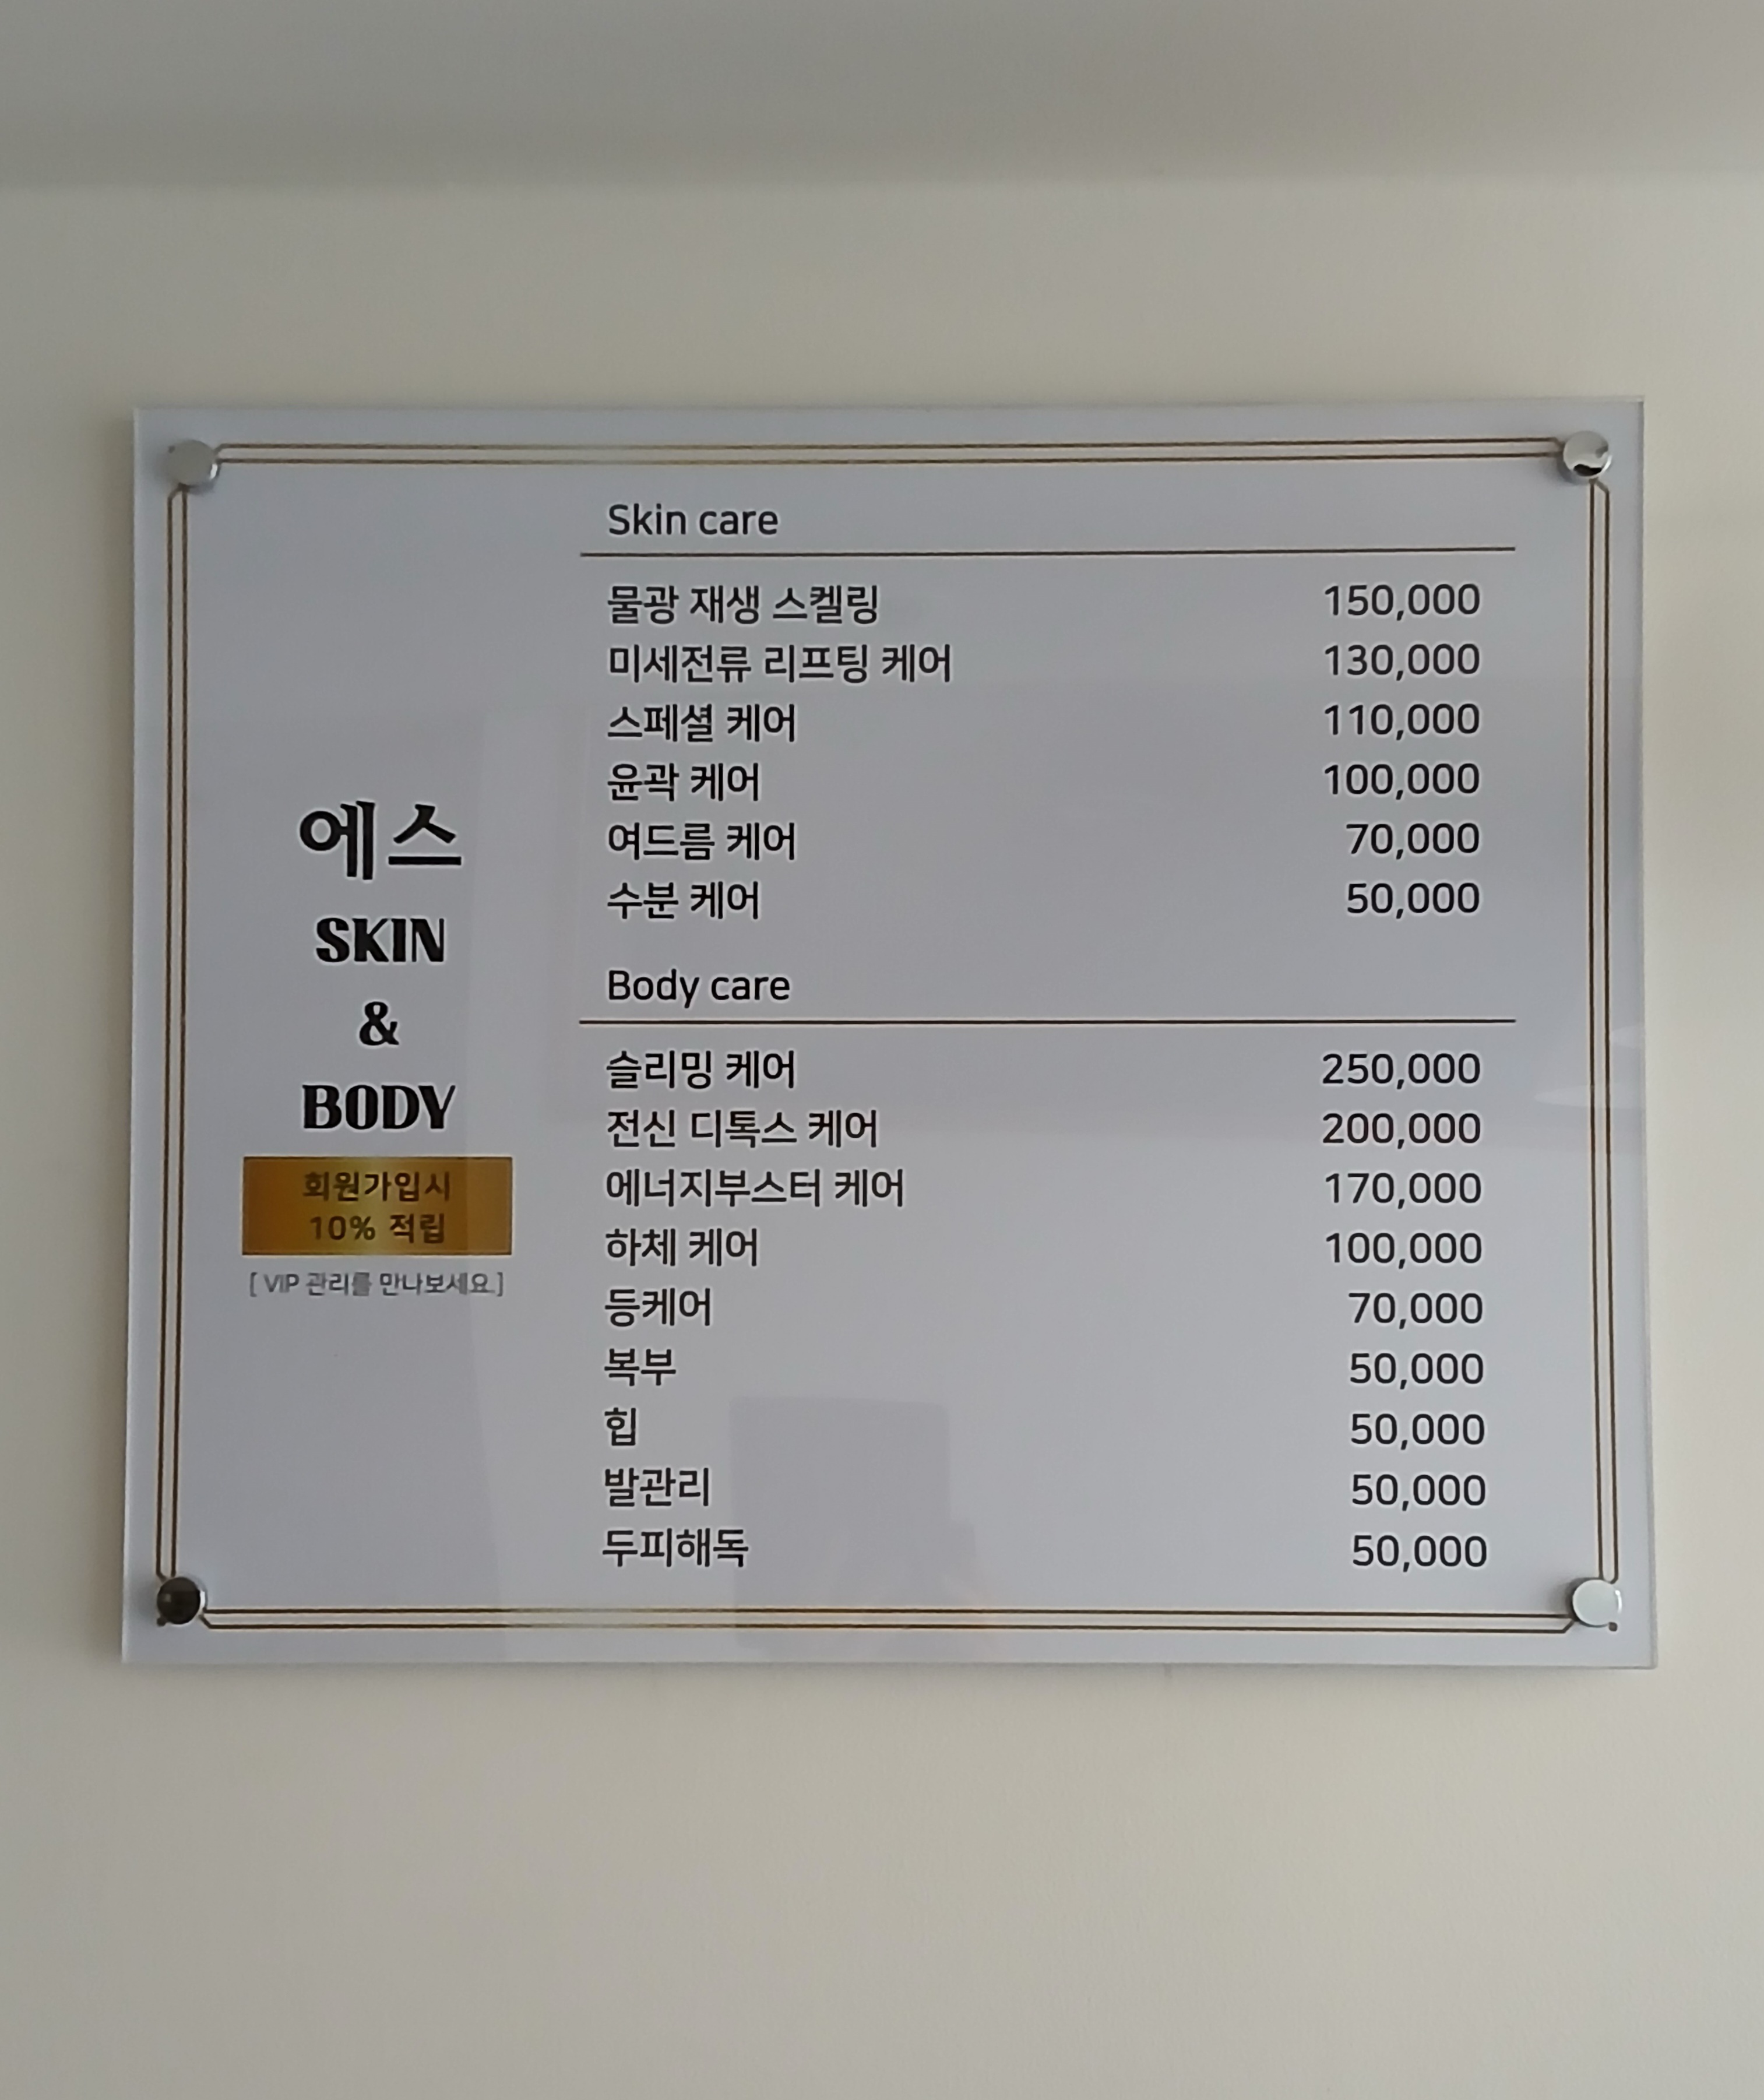 에스
SKIN
&
BODY
회원가입시
10% 적립
[ VIP 관리를 만나보세요.]
Skin care
물광 재생 스켈링 150,000
미세전류 리프팅 케어 130,000
스페셜 케어 110,000
윤곽 케어 100,000
여드름 케어 70,000
수분 케어 50,000
Body care
슬리밍 케어 250,000
전신 디톡스 케어 200,000
에너지부스터 케어 170,000
하체 케어 100,000
등케어 70,000
복부 50,000
힙 50,000
발관리 50,000
두피해독 50,000